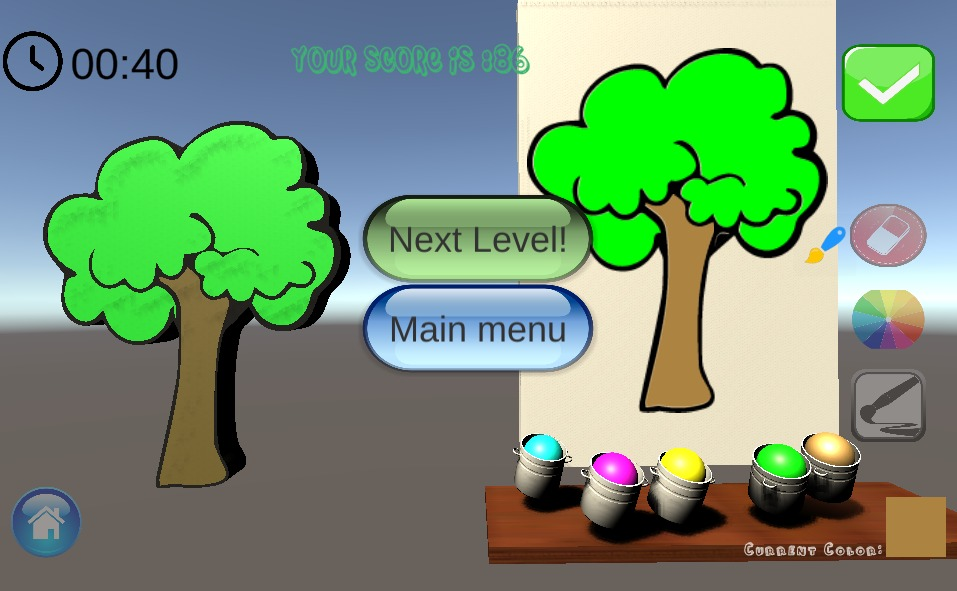 00:40
YOUR SCORE IS :86
Next Level!
Main menu
CURRENT COLOR: